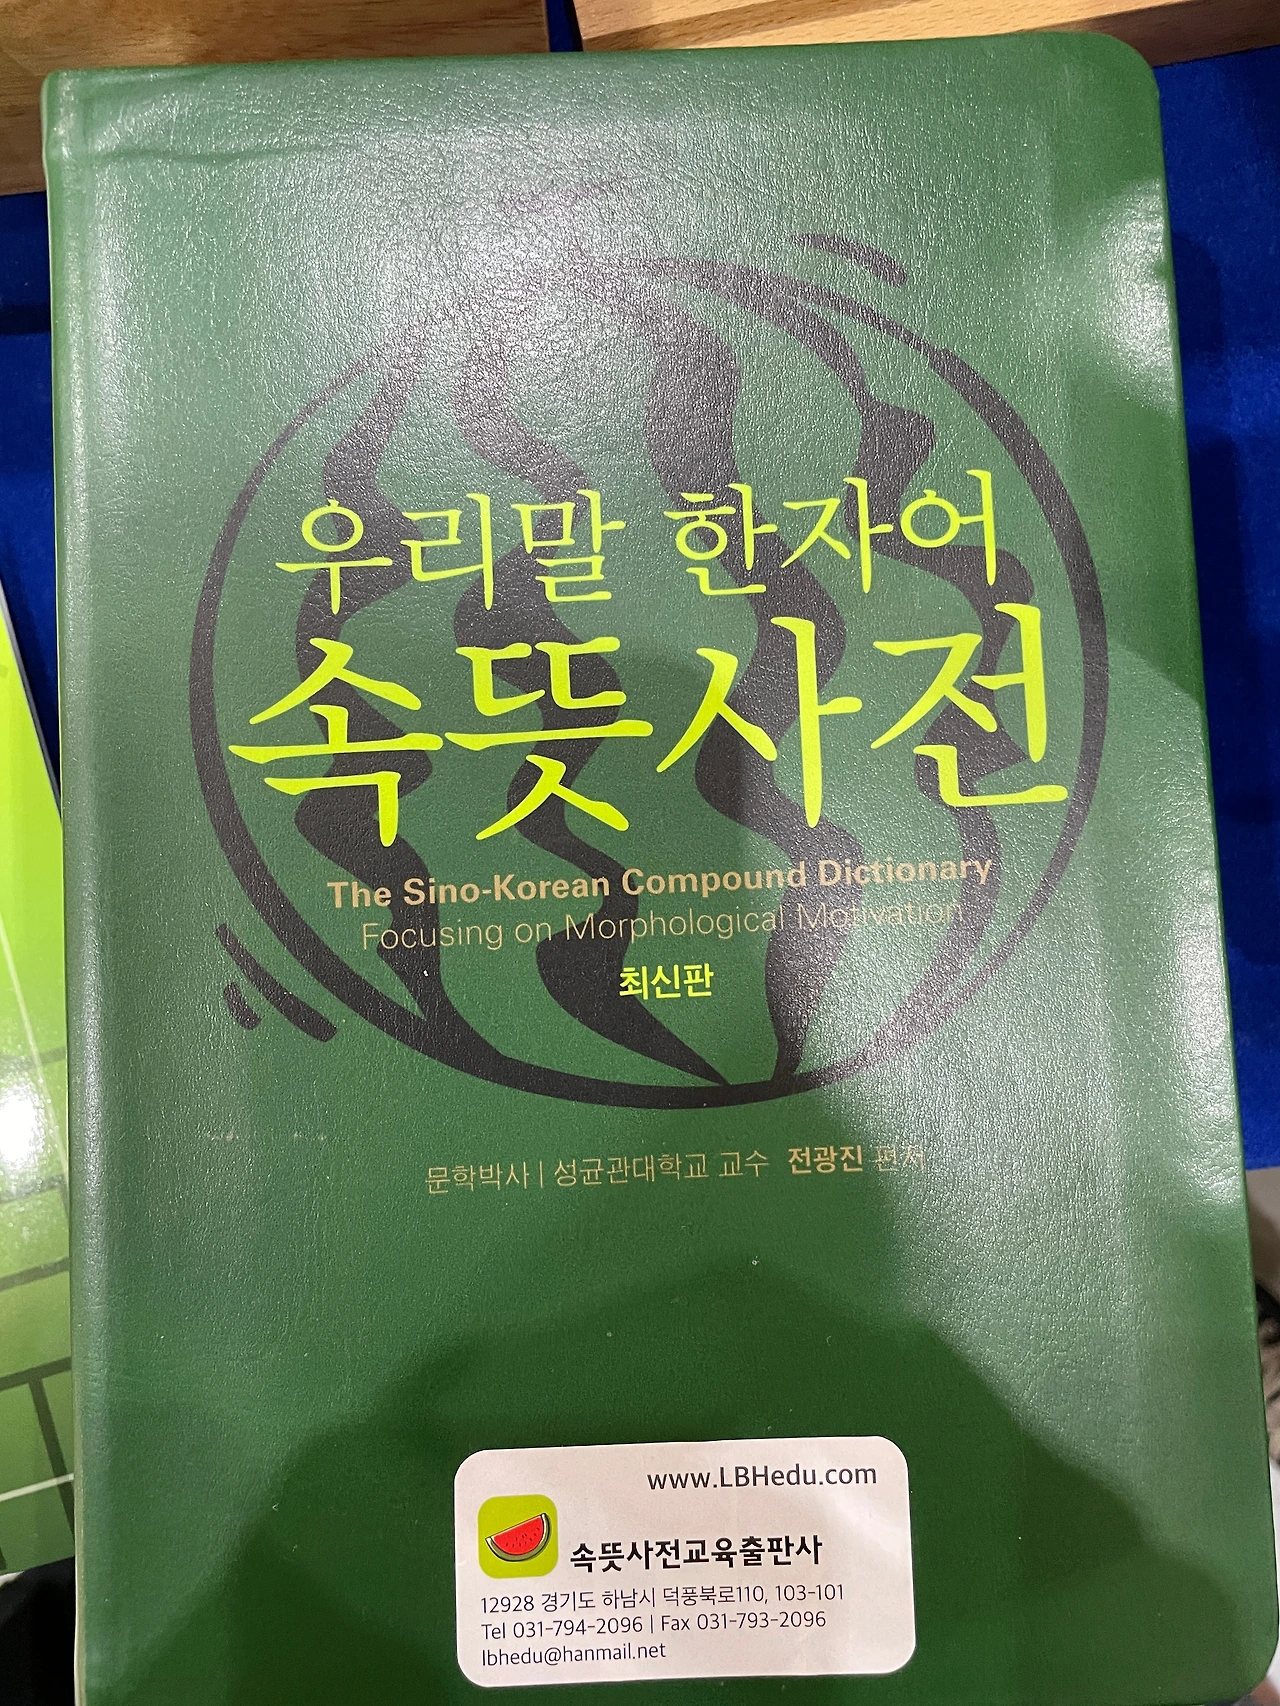 우리말 한자어
속뜻사전
The Sino-Korean Compound Dictionary
Focusing on Morphological Motivation
최신판
문학박사 | 성균관대학교 교수 전광진 편저
www.LBHedu.com
속뜻사전교육출판사
12928 경기도 하남시 덕풍북로110, 103-101
Tel 031-794-2096 | Fax 031-793-2096
lbhedu@hanmail.net